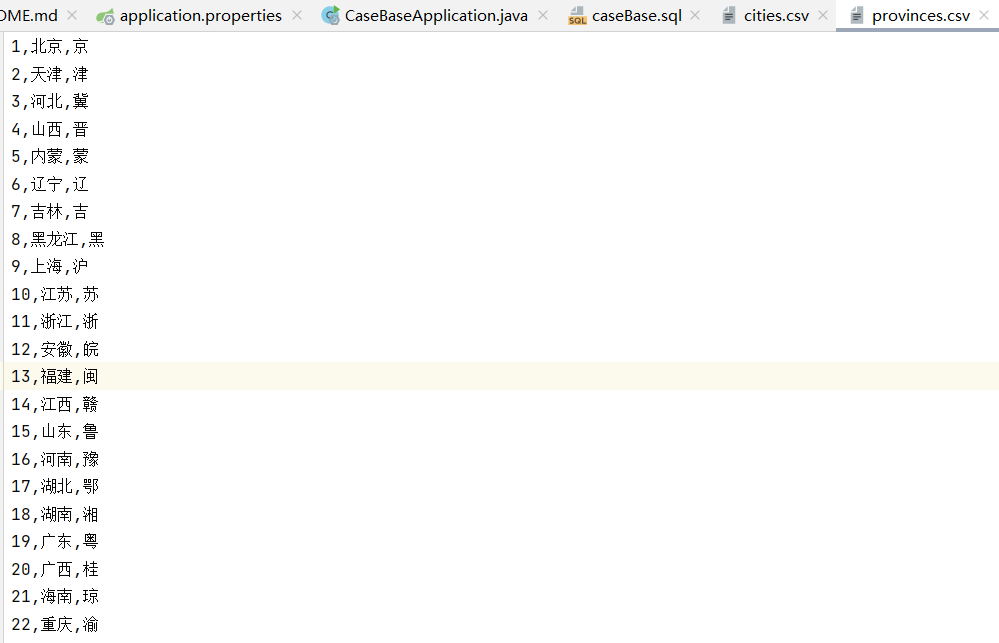 OME.md application.properties CaseBaseApplication.java caseBase.sql cities.csv provinces.csv
1,北京,京
2,天津,津
3,河北,冀
4,山西,晋
5,内蒙,蒙
6,辽宁,辽
7,吉林,吉
8,黑龙江,黑
9,上海,沪
10,江苏,苏
11,浙江,浙
12,安徽,皖
13,福建,闽
14,江西,赣
15,山东,鲁
16,河南,豫
17,湖北,鄂
18,湖南,湘
19,广东,粤
20,广西,桂
21,海南,琼
22,重庆,渝